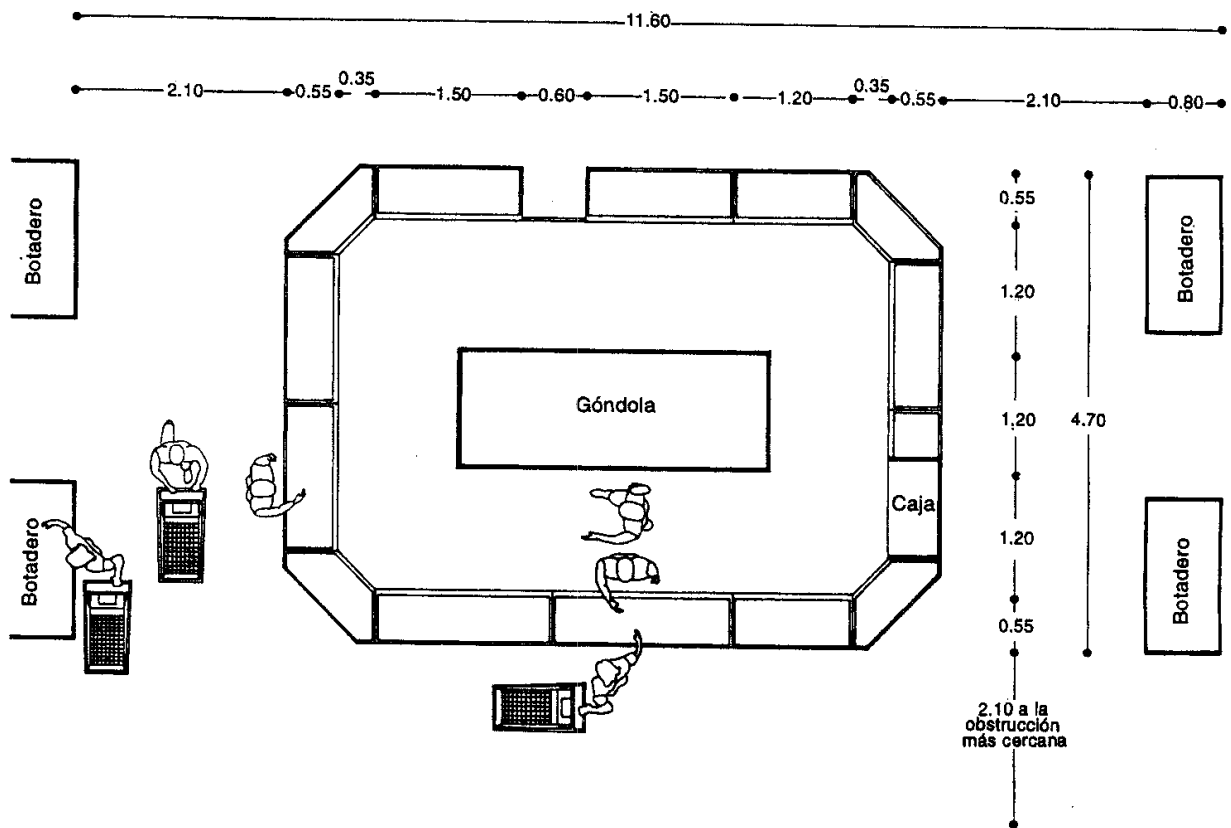 11.60
0.35
0.35
2.10
0.55
1.50
0.60
1.50
1.20
0.55
2.10
0.80
Botadero
0.55
Botadero
1.20
Góndola
1.20
4.70
Botadero
Caja
1.20
Botadero
0.55
2.10 a la
obstrucción
más cercana